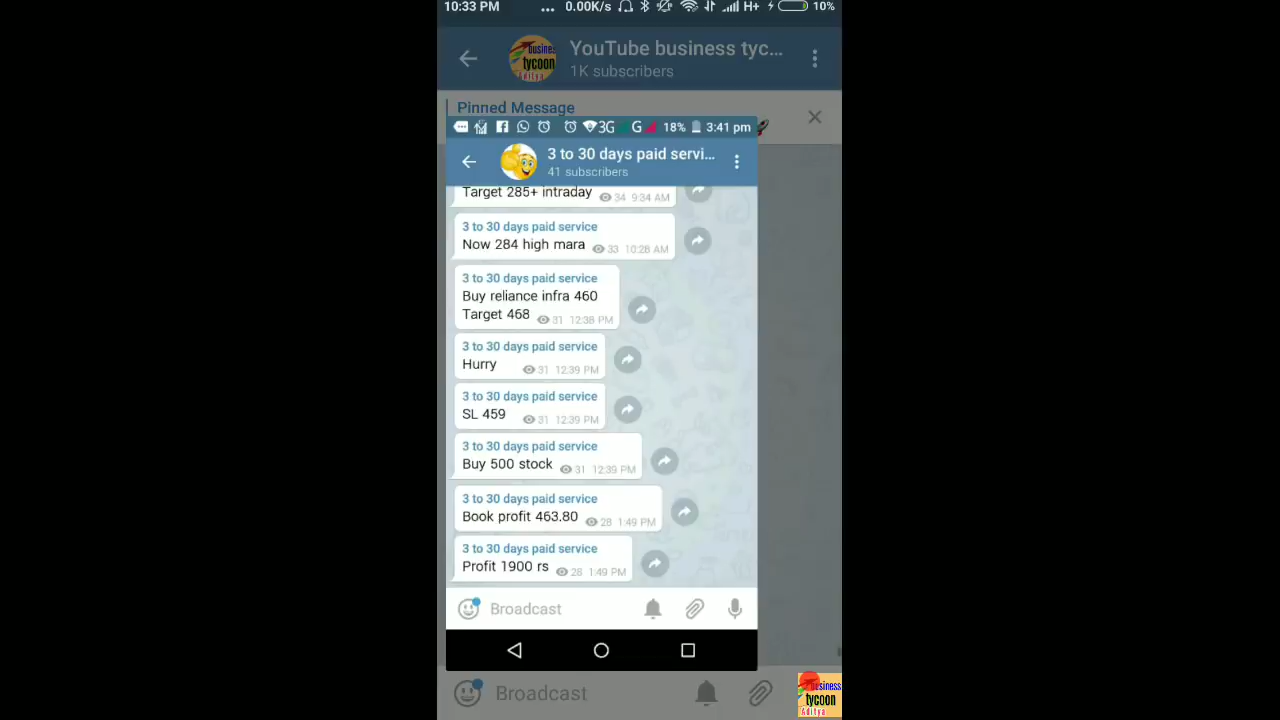 10:33 PM ... 0.00K/s H+ 10%
business
tycoon
Aditya
YouTube business tyc...
1K subscribers
Pinned Message
3G G 18% 3:41 pm
3 to 30 days paid servi...
41 subscribers
Target 285+ intraday 34 9:34 AM
3 to 30 days paid service
Now 284 high mara 33 10:28 AM
3 to 30 days paid service
Buy reliance infra 460
Target 468 31 12:38 PM
3 to 30 days paid service
Hurry 31 12:39 PM
3 to 30 days paid service
SL 459 31 12:39 PM
3 to 30 days paid service
Buy 500 stock 31 12:39 PM
3 to 30 days paid service
Book profit 463.80 28 1:49 PM
3 to 30 days paid service
Profit 1900 rs 28 1:49 PM
Broadcast
Broadcast
business
tycoon
Aditya